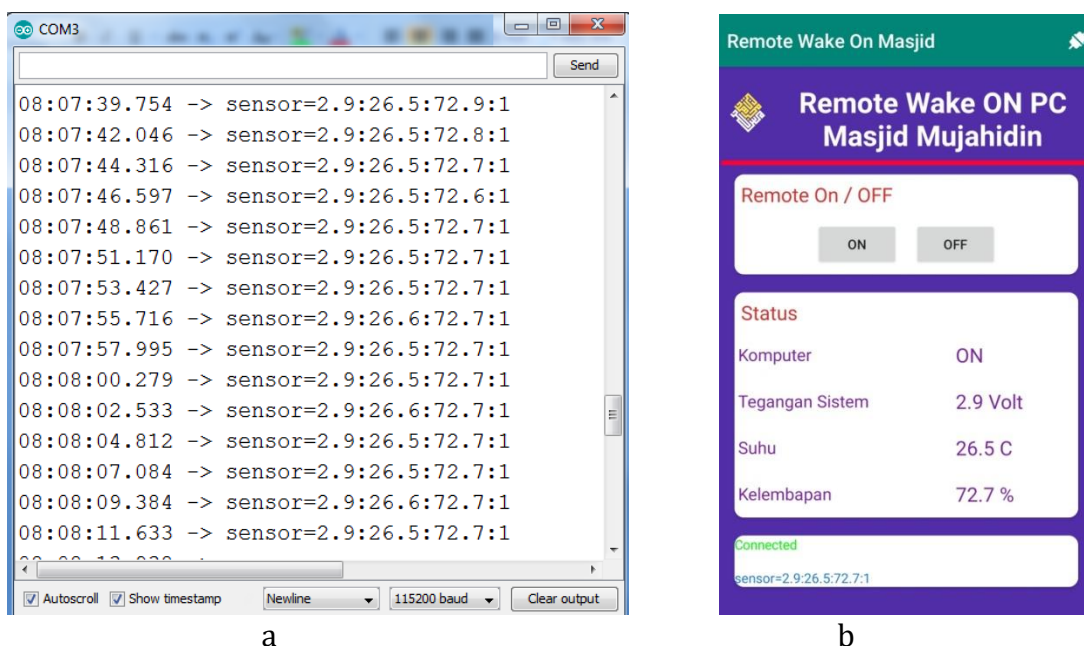 COM3
Send
08:07:39.754 -> sensor=2.9:26.5:72.9:1
08:07:42.046 -> sensor=2.9:26.5:72.8:1
08:07:44.316 -> sensor=2.9:26.5:72.7:1
08:07:46.597 -> sensor=2.9:26.5:72.6:1
08:07:48.861 -> sensor=2.9:26.5:72.7:1
08:07:51.170 -> sensor=2.9:26.5:72.7:1
08:07:53.427 -> sensor=2.9:26.5:72.7:1
08:07:55.716 -> sensor=2.9:26.6:72.7:1
08:07:57.995 -> sensor=2.9:26.5:72.7:1
08:08:00.279 -> sensor=2.9:26.5:72.7:1
08:08:02.533 -> sensor=2.9:26.6:72.7:1
08:08:04.812 -> sensor=2.9:26.5:72.7:1
08:08:07.084 -> sensor=2.9:26.5:72.7:1
08:08:09.384 -> sensor=2.9:26.6:72.7:1
08:08:11.633 -> sensor=2.9:26.5:72.7:1
Autoscroll Show timestamp Newline 115200 baud Clear output
a
Remote Wake On Masjid
Remote Wake ON PC
Masjid Mujahidin
Remote On / OFF
ON OFF
Status
Komputer ON
Tegangan Sistem 2.9 Volt
Suhu 26.5 C
Kelembapan 72.7 %
Connected
sensor=2.9:26.5:72.7:1
b